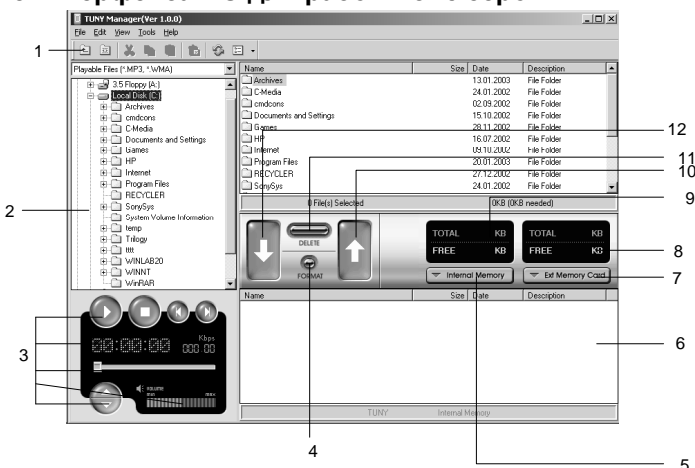 TUNY Manager(Ver 1.0.0)
File Edit View Tools Help
1
Playable Files (*.MP3, *.WMA)
3.5 Floppy (A:)
Local Disk (C:)
Archives
cmdcons
C-Media
Documents and Settings
Games
HP
Internet
Program Files
RECYCLER
SonySys
System Volume Information
temp
Trilogy
tttt
WINLAB20
WINNT
WinRAR
2
Name Size Date Description
Archives 13.01.2003 File Folder
C-Media 24.01.2002 File Folder
cmdcons 02.09.2002 File Folder
Documents and Settings 15.10.2002 File Folder
Games 28.11.2002 File Folder
HP 16.07.2002 File Folder
Internet 09.10.2002 File Folder
Program Files 20.01.2003 File Folder
RECYCLER 27.12.2002 File Folder
SonySys 24.01.2002 File Folder
0 File(s) Selected 0KB (0KB needed)
12
11
10
9
DELETE
FORMAT
TOTAL KB
FREE KB
TOTAL KB
FREE KB
8
Internal Memory
Ext Memory Card
7
Name Size Date Description
6
3
00:00:00
Kbps
000:00
VOLUME
min max
TUNY Internal Memory
4
5